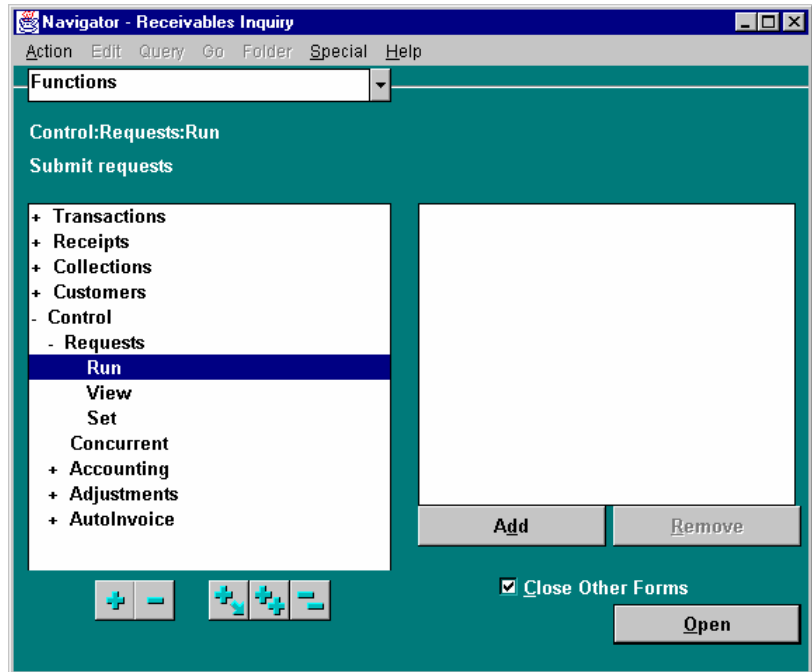 Navigator - Receivables Inquiry
Action Edit Query Go Folder Special Help
Functions
Control:Requests:Run
Submit requests
+ Transactions
+ Receipts
+ Collections
+ Customers
- Control
- Requests
Run
View
Set
Concurrent
+ Accounting
+ Adjustments
+ AutoInvoice
Add Remove
Close Other Forms
Open